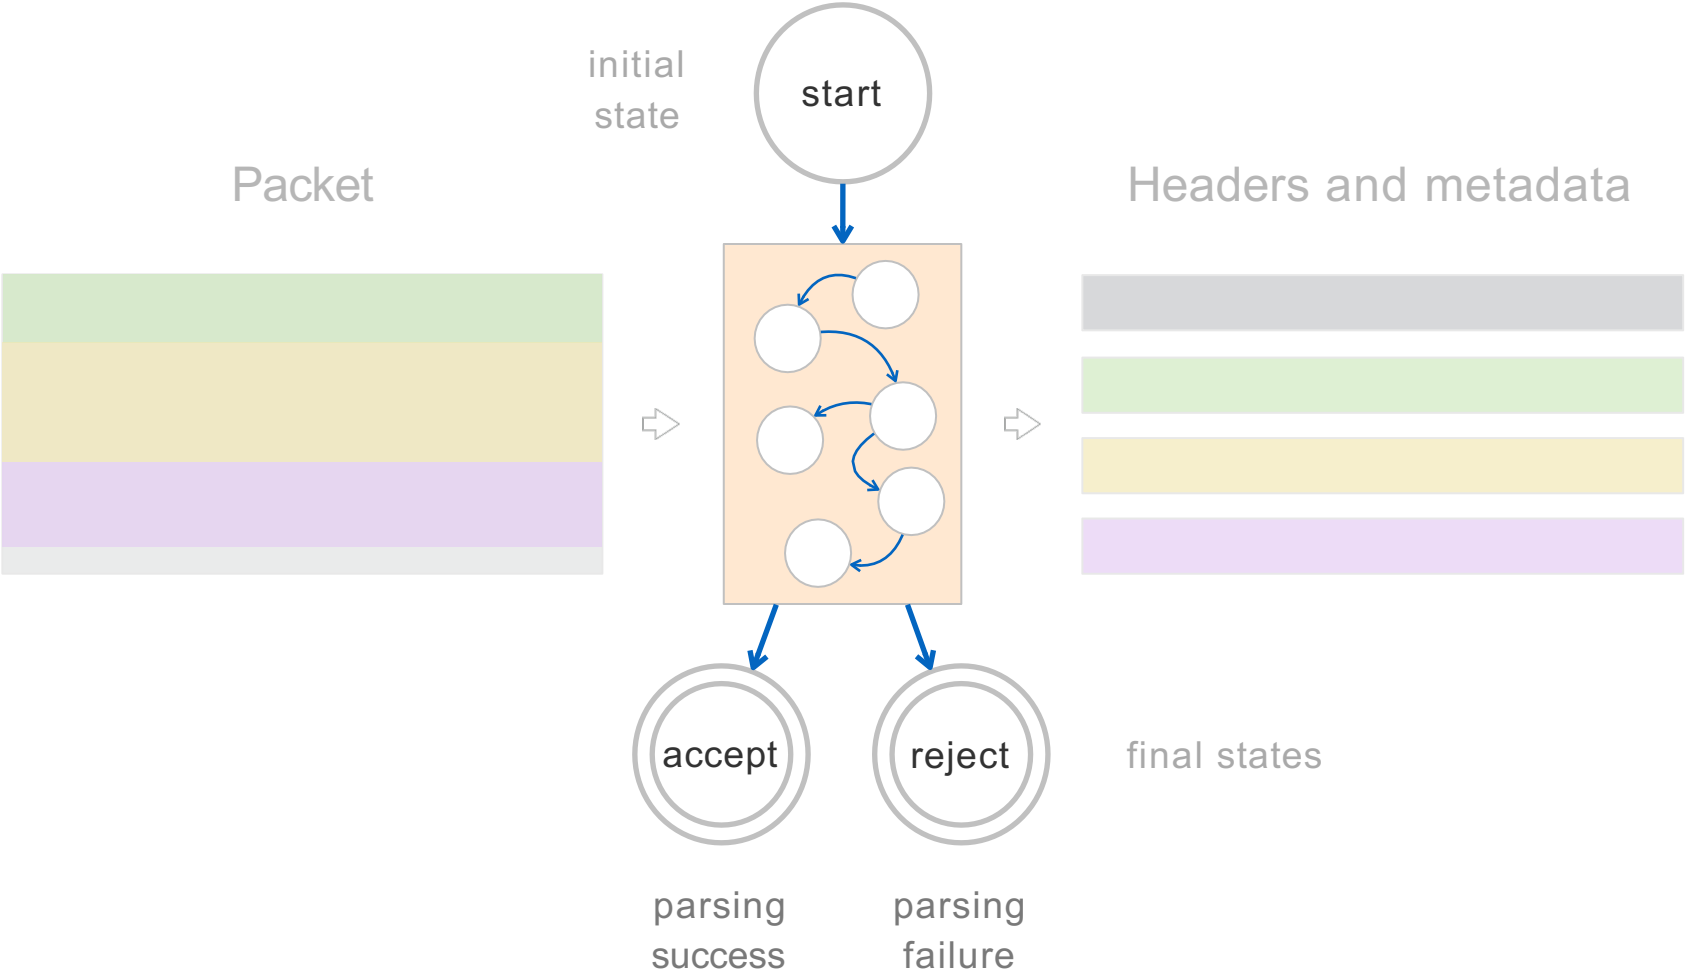 initial
state
start
Packet
Headers and metadata
accept
reject
final states
parsing
success
parsing
failure